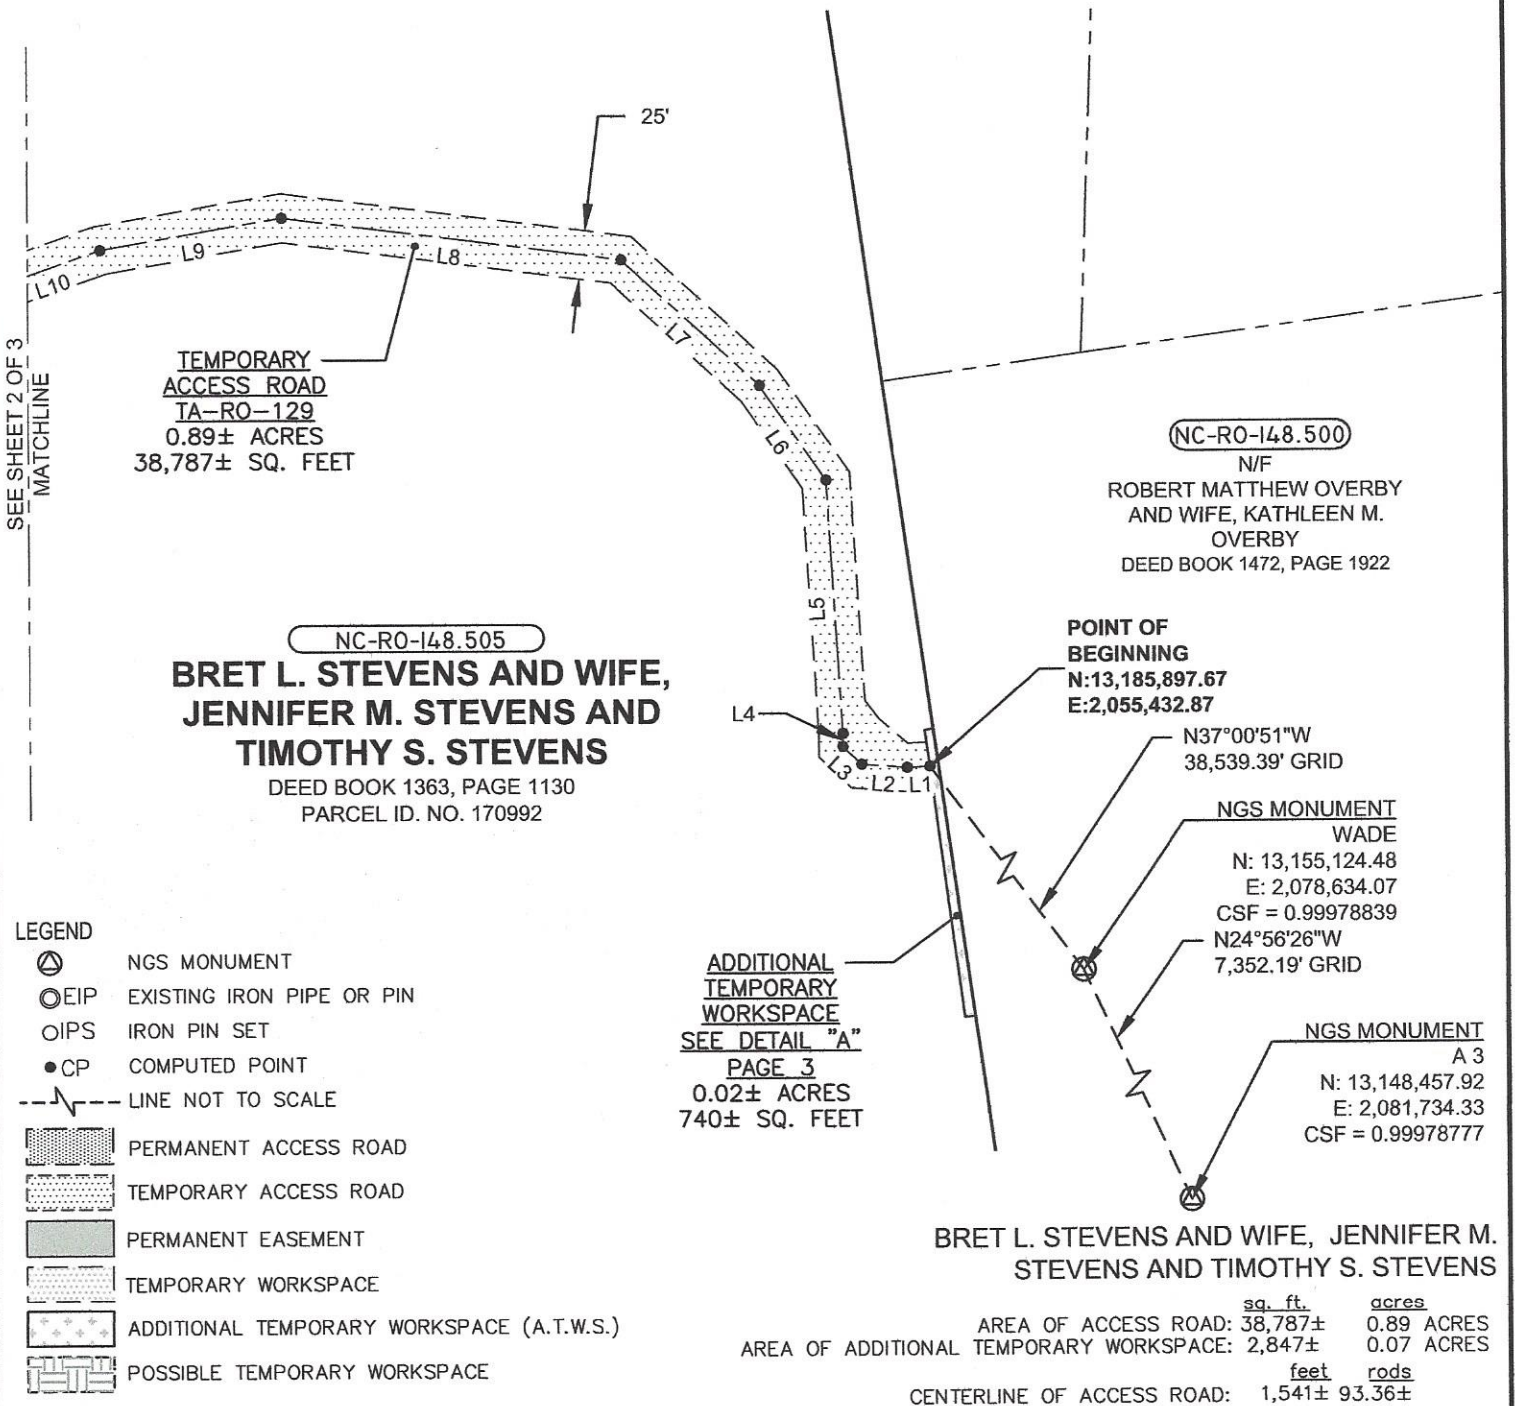 25'
L10
L9
L8
L7
L6
L5
L4
L3
L2
L1
SEE SHEET 2 OF 3
MATCHLINE
TEMPORARY
ACCESS ROAD
TA-RO-129
0.89± ACRES
38,787± SQ. FEET
NC-RO-148.500
N/F
ROBERT MATTHEW OVERBY
AND WIFE, KATHLEEN M.
OVERBY
DEED BOOK 1472, PAGE 1922
NC-RO-148.505
BRET L. STEVENS AND WIFE,
JENNIFER M. STEVENS AND
TIMOTHY S. STEVENS
DEED BOOK 1363, PAGE 1130
PARCEL ID. NO. 170992
POINT OF
BEGINNING
N:13,185,897.67
E:2,055,432.87
N37°00'51"W
38,539.39' GRID
NGS MONUMENT
WADE
N: 13,155,124.48
E: 2,078,634.07
CSF = 0.99978839
N24°56'26"W
7,352.19' GRID
NGS MONUMENT
A 3
N: 13,148,457.92
E: 2,081,734.33
CSF = 0.99978777
ADDITIONAL
TEMPORARY
WORKSPACE
SEE DETAIL "A"
PAGE 3
0.02± ACRES
740± SQ. FEET
LEGEND
NGS MONUMENT
EIP EXISTING IRON PIPE OR PIN
IPS IRON PIN SET
CP COMPUTED POINT
LINE NOT TO SCALE
PERMANENT ACCESS ROAD
TEMPORARY ACCESS ROAD
PERMANENT EASEMENT
TEMPORARY WORKSPACE
ADDITIONAL TEMPORARY WORKSPACE (A.T.W.S.)
POSSIBLE TEMPORARY WORKSPACE
BRET L. STEVENS AND WIFE, JENNIFER M.
STEVENS AND TIMOTHY S. STEVENS
sq. ft. acres
AREA OF ACCESS ROAD: 38,787± 0.89 ACRES
AREA OF ADDITIONAL TEMPORARY WORKSPACE: 2,847± 0.07 ACRES
feet rods
CENTERLINE OF ACCESS ROAD: 1,541± 93.36±